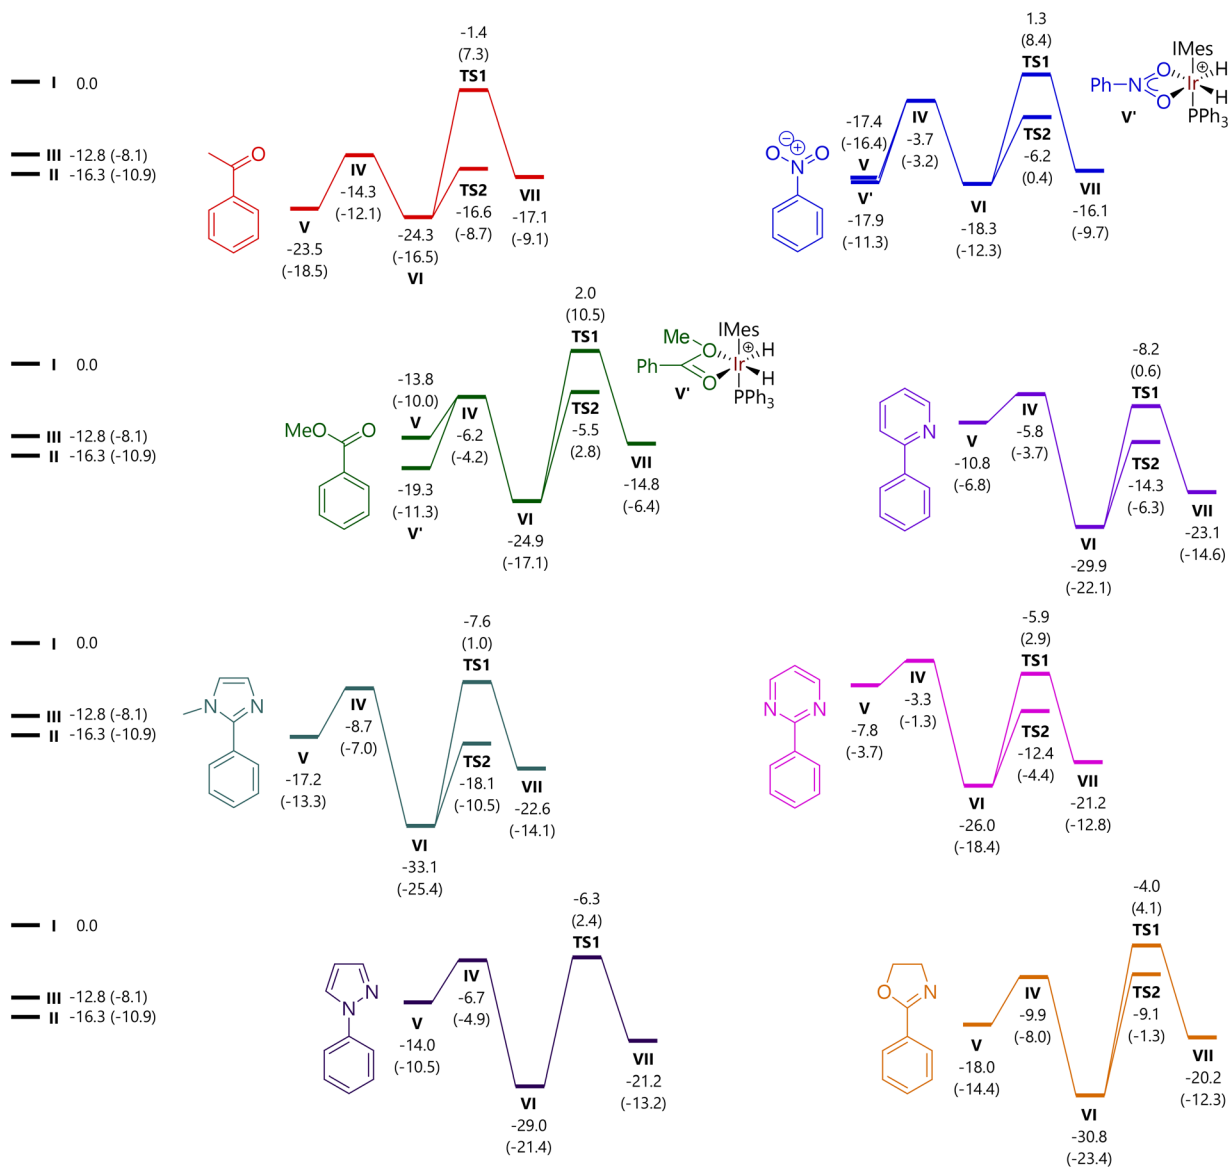 I 0.0
III -12.8 (-8.1)
II -16.3 (-10.9)
O
V
-23.5
(-18.5)
IV
-14.3
(-12.1)
-24.3
(-16.5)
VI
-1.4
(7.3)
TS1
TS2
-16.6
(-8.7)
VII
-17.1
(-9.1)
⊖ ⊕
O N O
-17.4
(-16.4)
V
V'
-17.9
(-11.3)
IV
-3.7
(-3.2)
VI
-18.3
(-12.3)
1.3
(8.4)
TS1
TS2
-6.2
(0.4)
VII
-16.1
(-9.7)
IMes
⊕
Ph N O O Ir H H
PPh3
V'
I 0.0
III -12.8 (-8.1)
II -16.3 (-10.9)
MeO O
-13.8
(-10.0)
V
-19.3
(-11.3)
V'
IV
-6.2
(-4.2)
VI
-24.9
(-17.1)
2.0
(10.5)
TS1
TS2
-5.5
(2.8)
VII
-14.8
(-6.4)
IMes
⊕
Me O Ph O Ir H H
PPh3
V'
N
V
-10.8
(-6.8)
IV
-5.8
(-3.7)
VI
-29.9
(-22.1)
-8.2
(0.6)
TS1
TS2
-14.3
(-6.3)
VII
-23.1
(-14.6)
I 0.0
III -12.8 (-8.1)
II -16.3 (-10.9)
N N
V
-17.2
(-13.3)
IV
-8.7
(-7.0)
VI
-33.1
(-25.4)
-7.6
(1.0)
TS1
TS2
-18.1
(-10.5)
VII
-22.6
(-14.1)
N N
V
-7.8
(-3.7)
IV
-3.3
(-1.3)
VI
-26.0
(-18.4)
-5.9
(2.9)
TS1
TS2
-12.4
(-4.4)
VII
-21.2
(-12.8)
I 0.0
III -12.8 (-8.1)
II -16.3 (-10.9)
N
N
V
-14.0
(-10.5)
IV
-6.7
(-4.9)
VI
-29.0
(-21.4)
-6.3
(2.4)
TS1
VII
-21.2
(-13.2)
O N
V
-18.0
(-14.4)
IV
-9.9
(-8.0)
VI
-30.8
(-23.4)
-4.0
(4.1)
TS1
TS2
-9.1
(-1.3)
VII
-20.2
(-12.3)